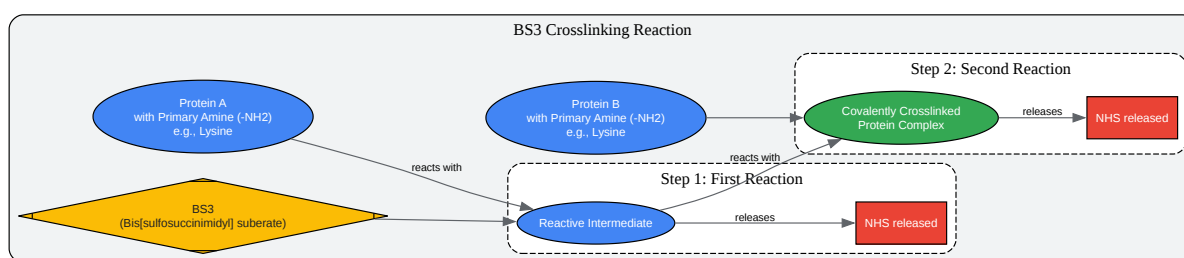 BS3 Crosslinking Reaction
Step 2: Second Reaction
Protein A
with Primary Amine (-NH2)
e.g., Lysine
Protein B
with Primary Amine (-NH2)
e.g., Lysine
Covalently Crosslinked
Protein Complex
releases
NHS released
reacts with
reacts with
Step 1: First Reaction
BS3
(Bis[sulfosuccinimidyl] suberate)
Reactive Intermediate
releases
NHS released